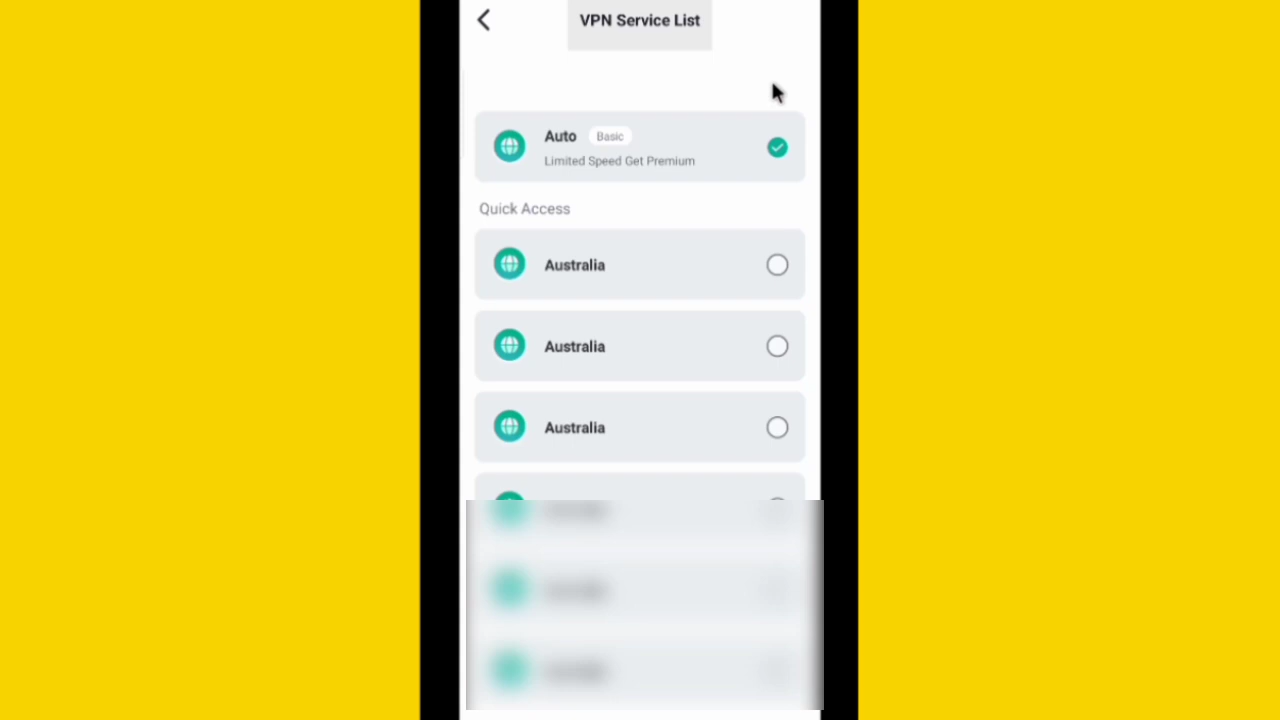 VPN Service List
Auto Basic
Limited Speed Get Premium
Quick Access
Australia
Australia
Australia